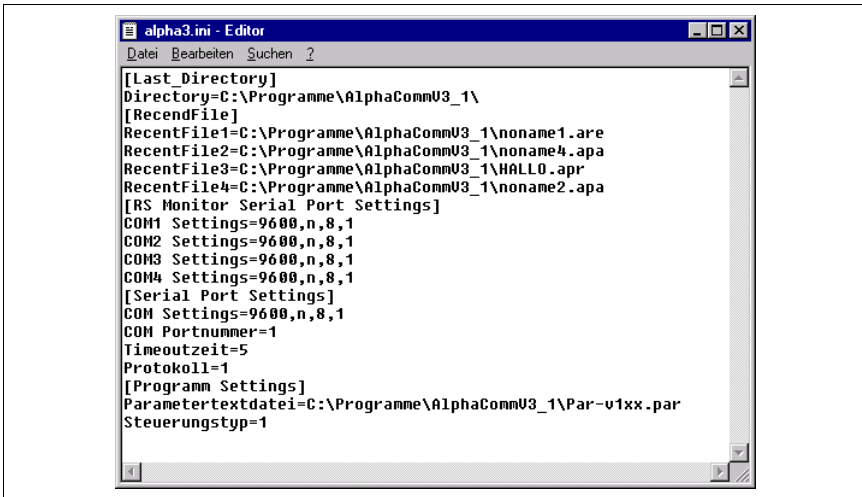 alpha3.ini - Editor
Datei Bearbeiten Suchen ?
[Last_Directory]
Directory=C:\Programme\AlphaCommV3_1\
[RecendFile]
RecentFile1=C:\Programme\AlphaCommV3_1\noname1.are
RecentFile2=C:\Programme\AlphaCommV3_1\noname4.apa
RecentFile3=C:\Programme\AlphaCommV3_1\HALLO.apr
RecentFile4=C:\Programme\AlphaCommV3_1\noname2.apa
[RS Monitor Serial Port Settings]
COM1 Settings=9600,n,8,1
COM2 Settings=9600,n,8,1
COM3 Settings=9600,n,8,1
COM4 Settings=9600,n,8,1
[Serial Port Settings]
COM Settings=9600,n,8,1
COM Portnummer=1
Timeoutzeit=5
Protokoll=1
[Programm Settings]
Parametertextdatei=C:\Programme\AlphaCommV3_1\Par-v1xx.par
Steuerungstyp=1